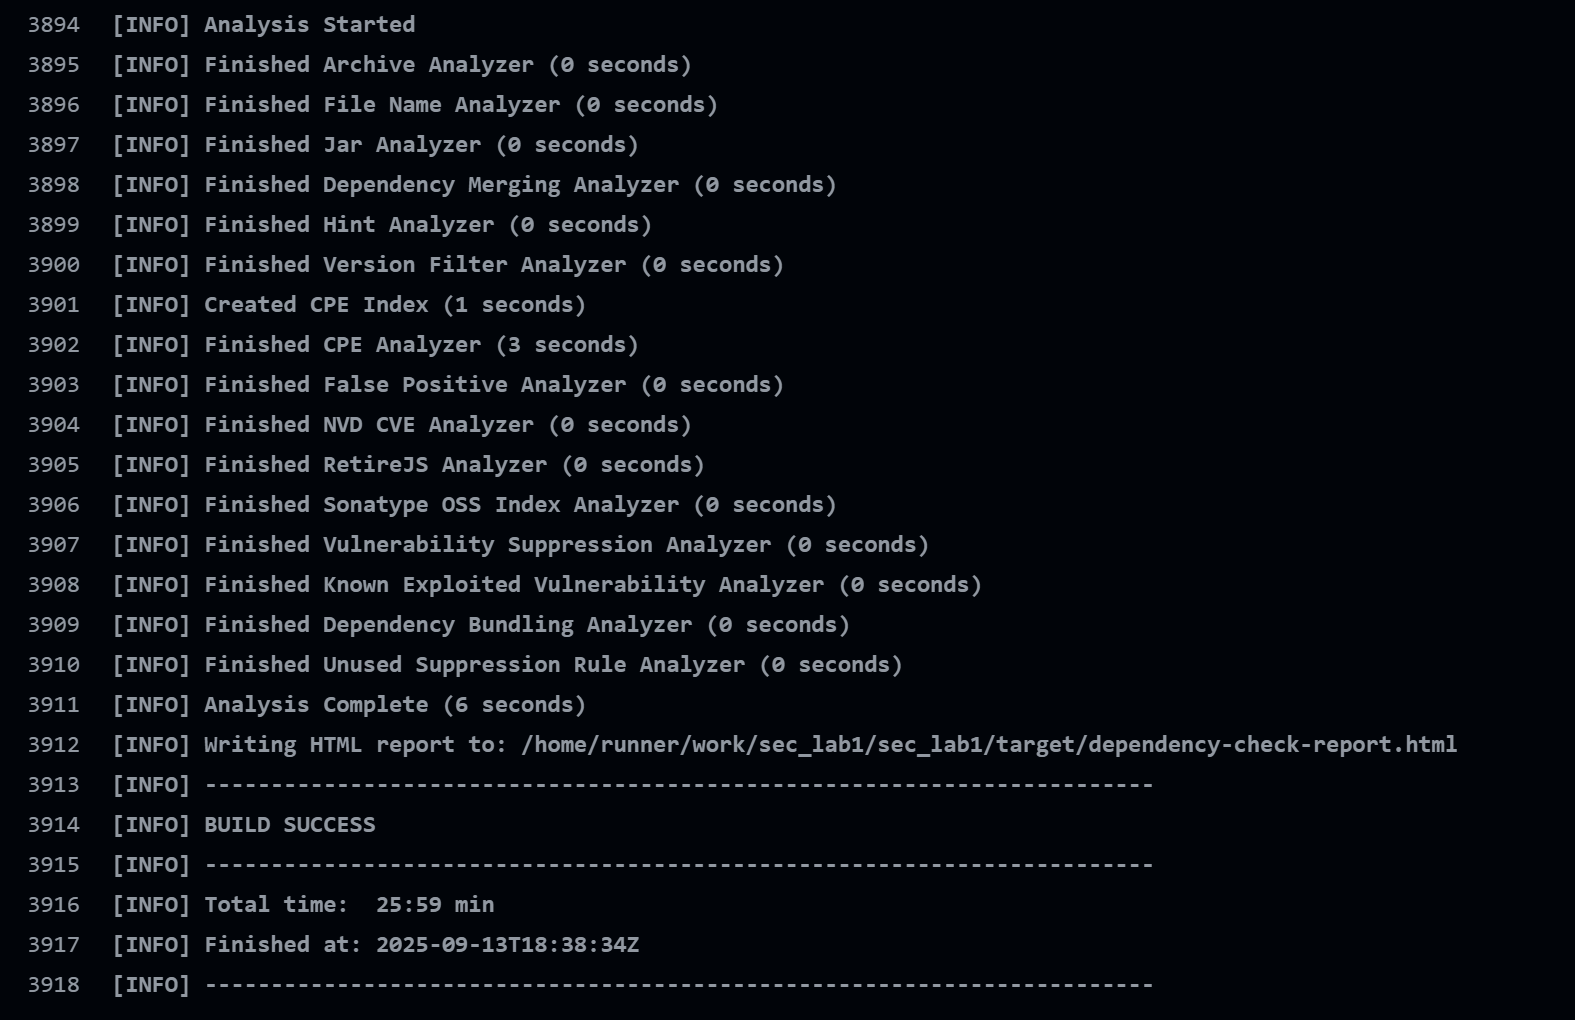 3894 [INFO] Analysis Started
3895 [INFO] Finished Archive Analyzer (0 seconds)
3896 [INFO] Finished File Name Analyzer (0 seconds)
3897 [INFO] Finished Jar Analyzer (0 seconds)
3898 [INFO] Finished Dependency Merging Analyzer (0 seconds)
3899 [INFO] Finished Hint Analyzer (0 seconds)
3900 [INFO] Finished Version Filter Analyzer (0 seconds)
3901 [INFO] Created CPE Index (1 seconds)
3902 [INFO] Finished CPE Analyzer (3 seconds)
3903 [INFO] Finished False Positive Analyzer (0 seconds)
3904 [INFO] Finished NVD CVE Analyzer (0 seconds)
3905 [INFO] Finished RetireJS Analyzer (0 seconds)
3906 [INFO] Finished Sonatype OSS Index Analyzer (0 seconds)
3907 [INFO] Finished Vulnerability Suppression Analyzer (0 seconds)
3908 [INFO] Finished Known Exploited Vulnerability Analyzer (0 seconds)
3909 [INFO] Finished Dependency Bundling Analyzer (0 seconds)
3910 [INFO] Finished Unused Suppression Rule Analyzer (0 seconds)
3911 [INFO] Analysis Complete (6 seconds)
3912 [INFO] Writing HTML report to: /home/runner/work/sec_lab1/sec_lab1/target/dependency-check-report.html
3913 [INFO] ------------------------------------------------------------------------
3914 [INFO] BUILD SUCCESS
3915 [INFO] ------------------------------------------------------------------------
3916 [INFO] Total time:  25:59 min
3917 [INFO] Finished at: 2025-09-13T18:38:34Z
3918 [INFO] ------------------------------------------------------------------------